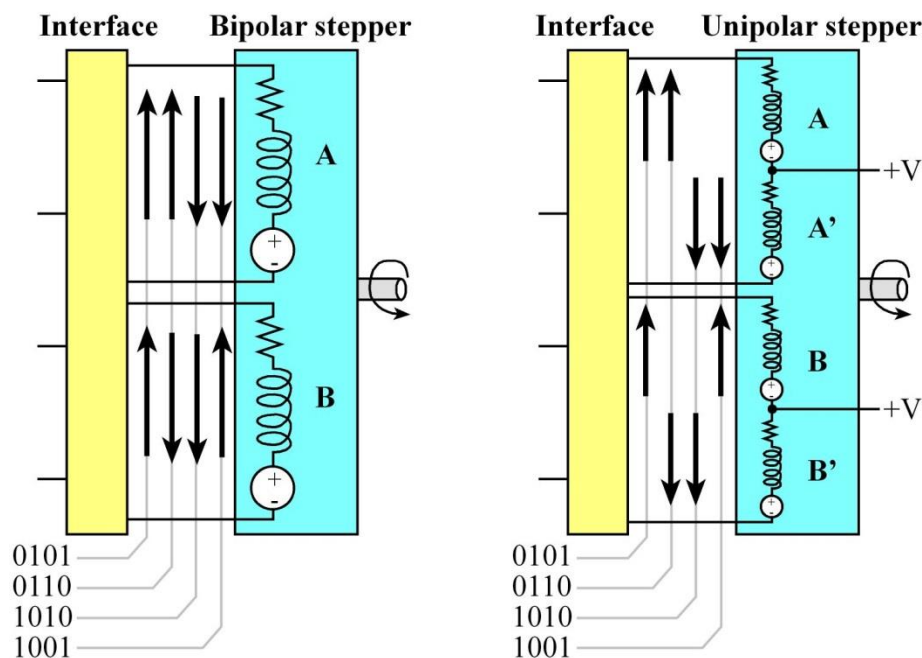 Interface Bipolar stepper
A
+
-
B
+
-
0101
0110
1010
1001
Interface Unipolar stepper
+
-
A
+V
A’
+
-
B
+
-
+V
B’
+
-
0101
0110
1010
1001